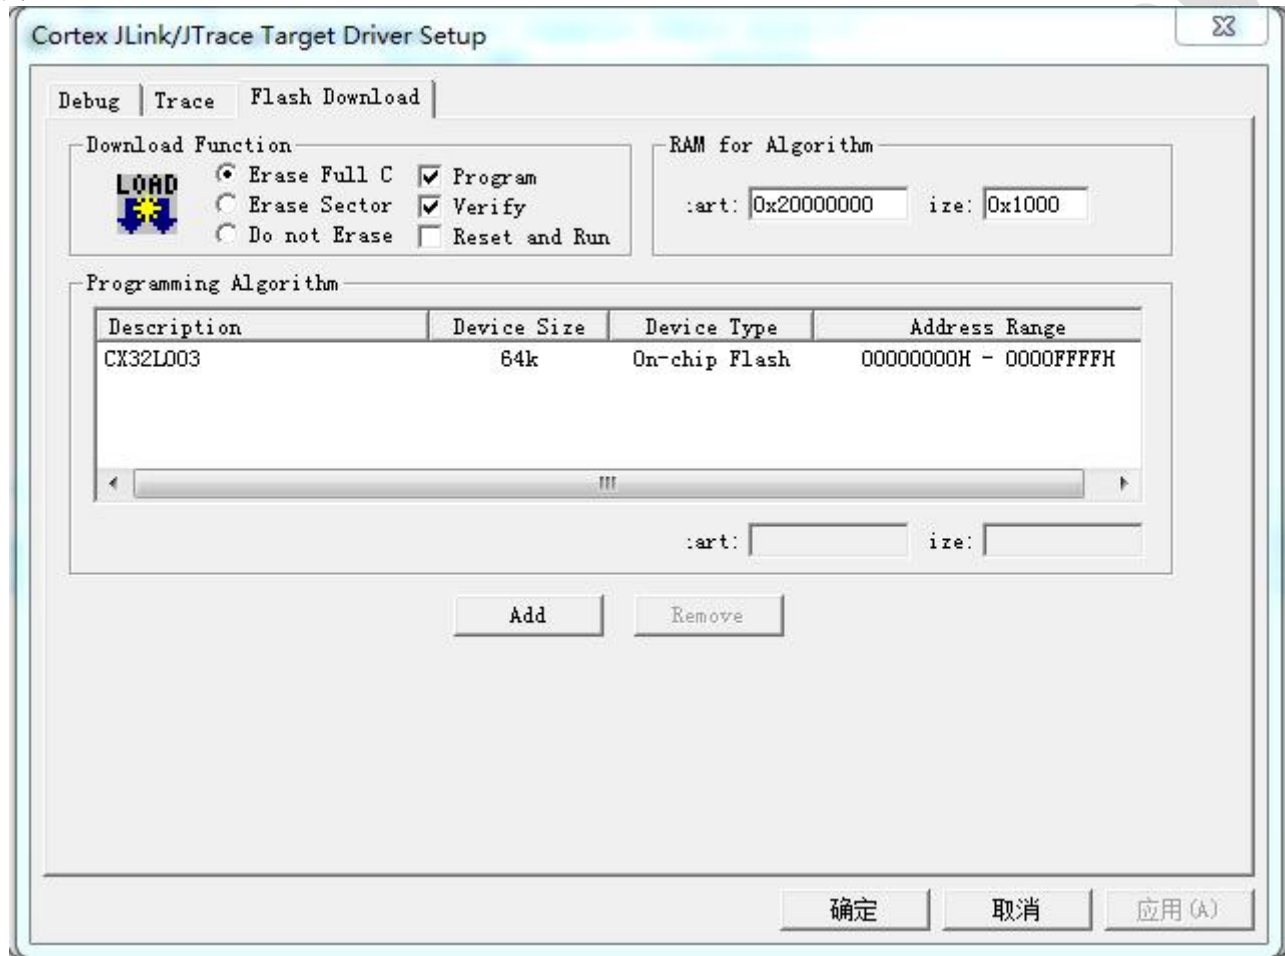 Cortex JLink/JTrace Target Driver Setup
Debug Trace Flash Download
Download Function
LOAD
Erase Full C
Erase Sector
Do not Erase
Program
Verify
Reset and Run
RAM for Algorithm
:art: 0x20000000 ize: 0x1000
Programming Algorithm
Description Device Size Device Type Address Range
CX32L003 64k On-chip Flash 00000000H - 0000FFFFH
:art: ize:
Add Remove
确定 取消 应用(A)